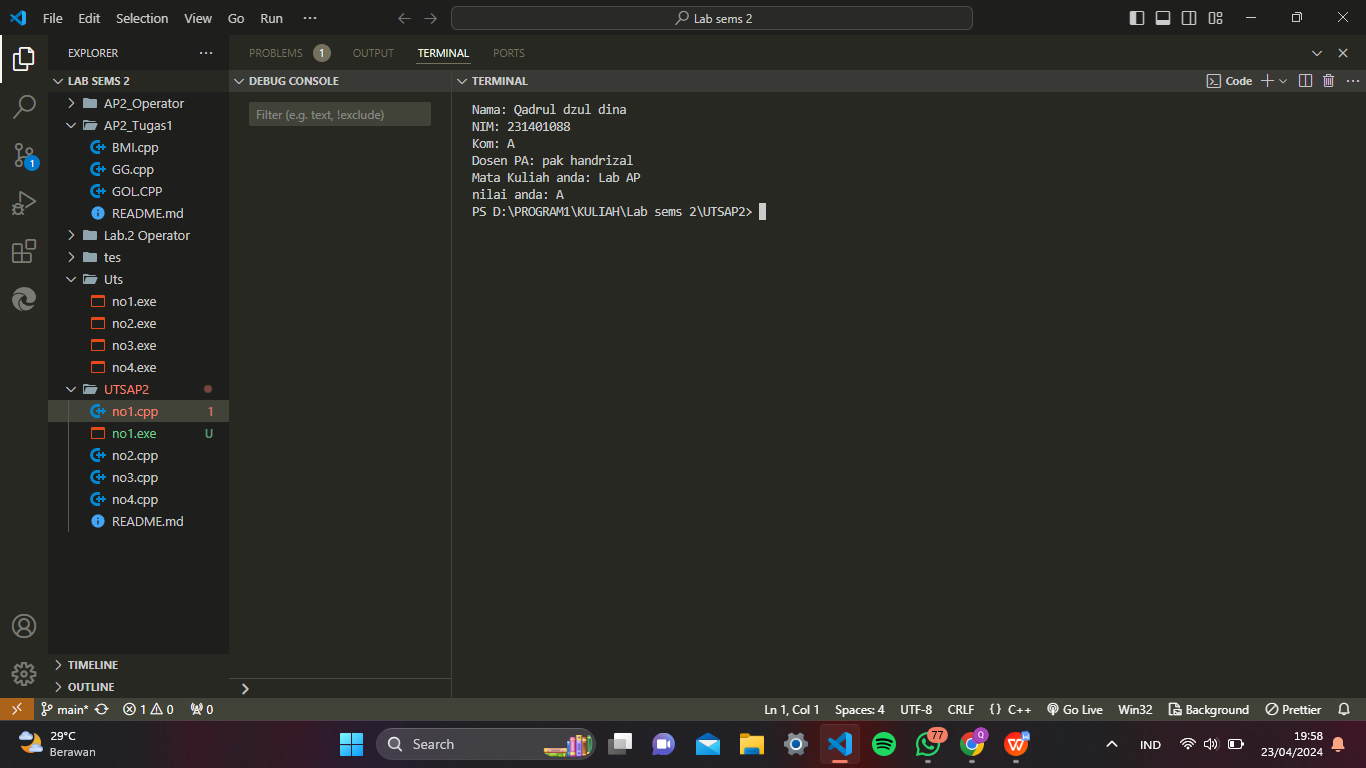 File Edit Selection View Go Run ···
Lab sems 2
EXPLORER
LAB SEMS 2
AP2_Operator
AP2_Tugas1
BMI.cpp
GG.cpp
GOL.CPP
README.md
Lab.2 Operator
tes
Uts
no1.exe
no2.exe
no3.exe
no4.exe
UTSAP2
no1.cpp 1
no1.exe U
no2.cpp
no3.cpp
no4.cpp
README.md
TIMELINE
OUTLINE
PROBLEMS 1 OUTPUT TERMINAL PORTS
DEBUG CONSOLE
Filter (e.g. text, !exclude)
TERMINAL
Code
Nama: Qadrul dzul dina
NIM: 231401088
Kom: A
Dosen PA: pak handrizal
Mata Kuliah anda: Lab AP
nilai anda: A
PS D:\PROGRAM1\KULIAH\Lab sems 2\UTSAP2>
1
main* 1 0 0
Ln 1, Col 1 Spaces: 4 UTF-8 CRLF {} C++ Go Live Win32 Background Prettier
29°C
Berawan
Search
77
Q
W
IND
19:58
23/04/2024